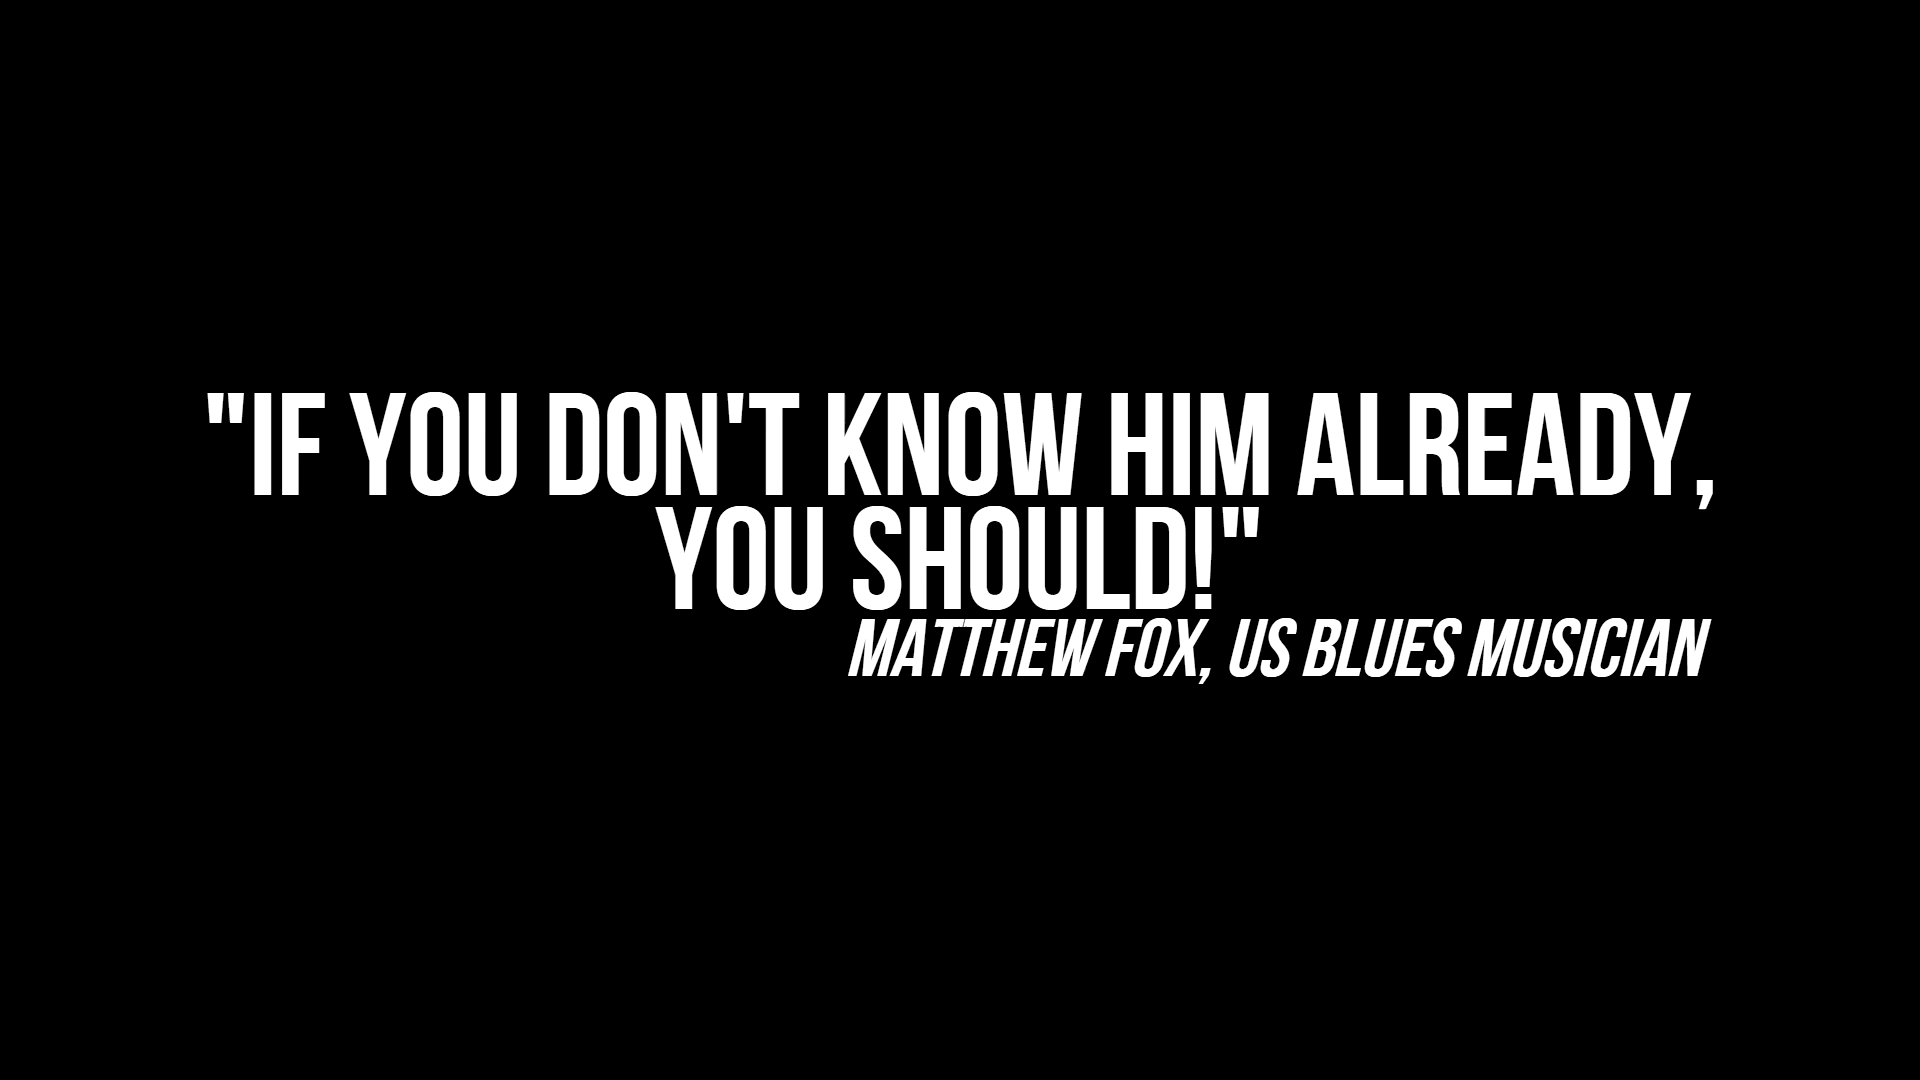 "IF YOU DON'T KNOW HIM ALREADY,
YOU SHOULD!"
MATTHEW FOX, US BLUES MUSICIAN